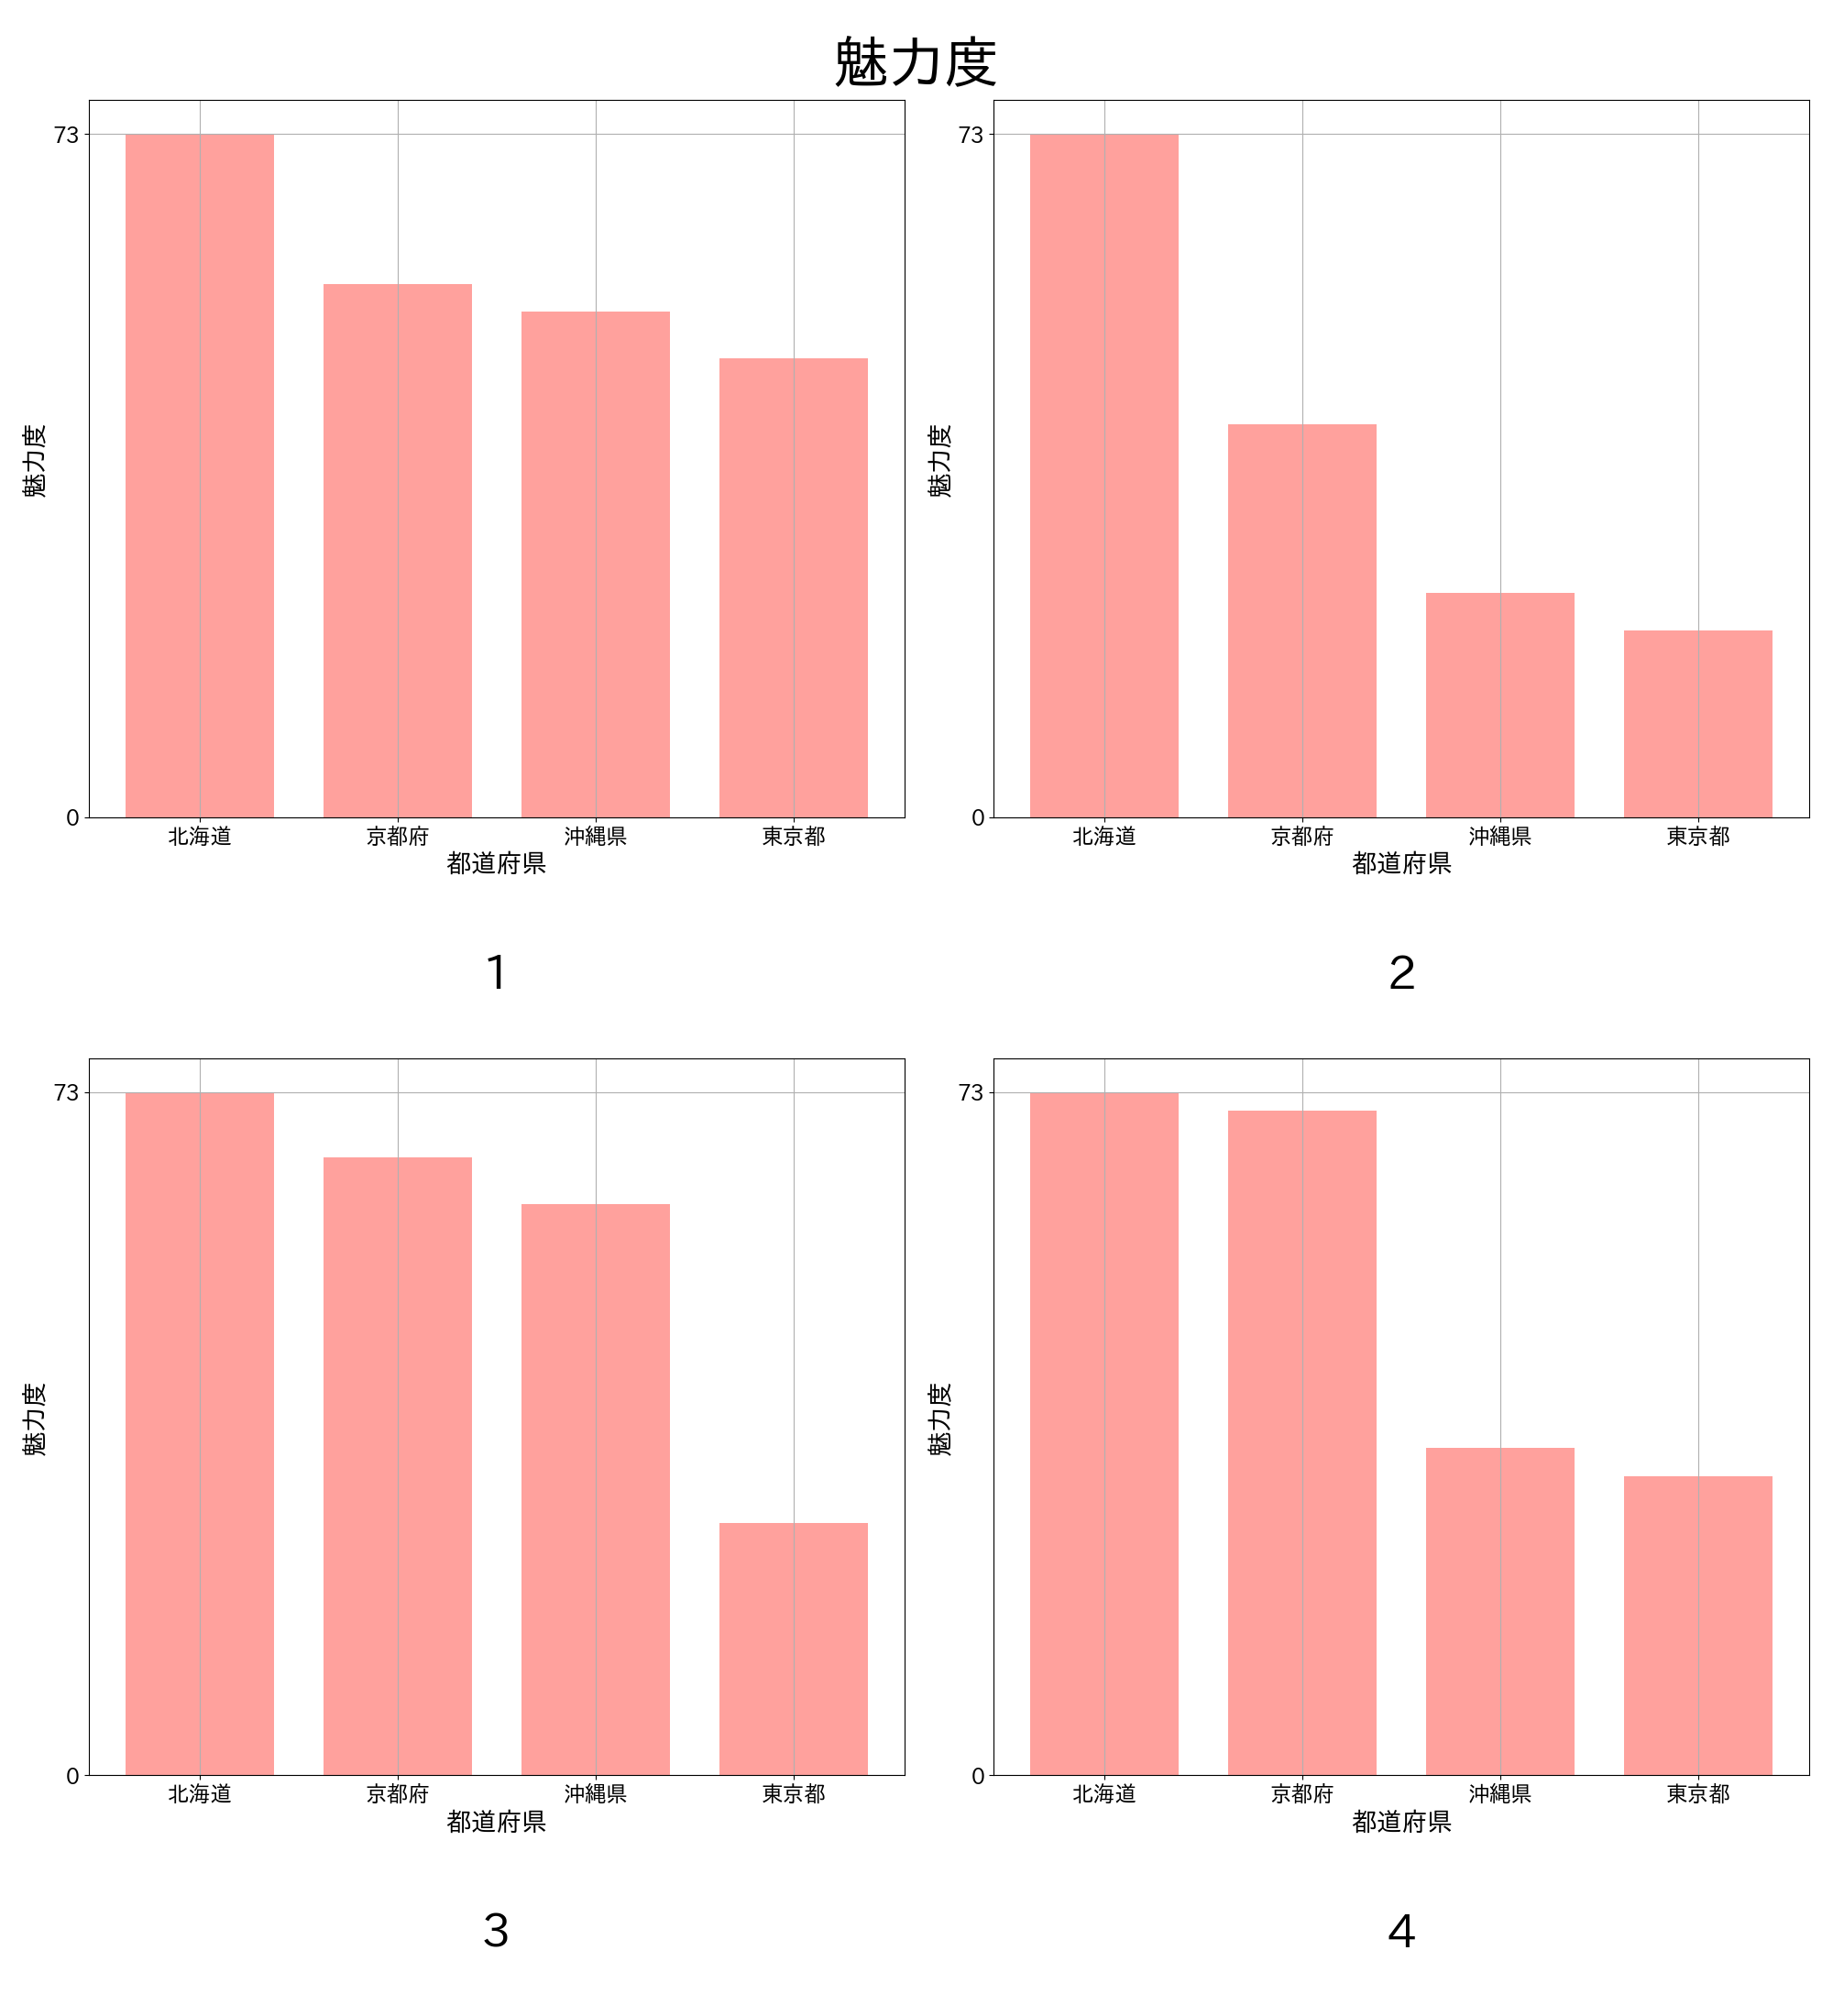 魅力度
73
魅力度
0
北海道 京都府 沖縄県 東京都
都道府県
1
73
魅力度
0
北海道 京都府 沖縄県 東京都
都道府県
2
73
魅力度
0
北海道 京都府 沖縄県 東京都
都道府県
3
73
魅力度
0
北海道 京都府 沖縄県 東京都
都道府県
4